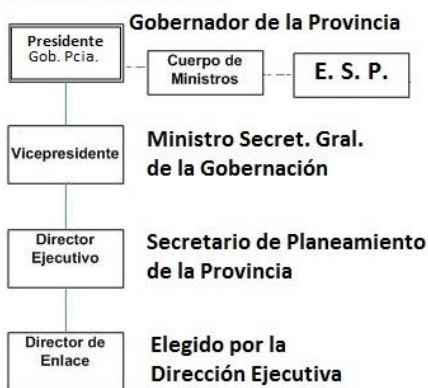 Gobernador de la Provincia
Presidente
Gob. Pcia.
Cuerpo de
Ministros
E. S. P.
Vicepresidente
Ministro Secret. Gral.
de la Gobernación
Director
Ejecutivo
Secretario de Planeamiento
de la Provincia
Director de
Enlace
Elegido por la
Dirección Ejecutiva